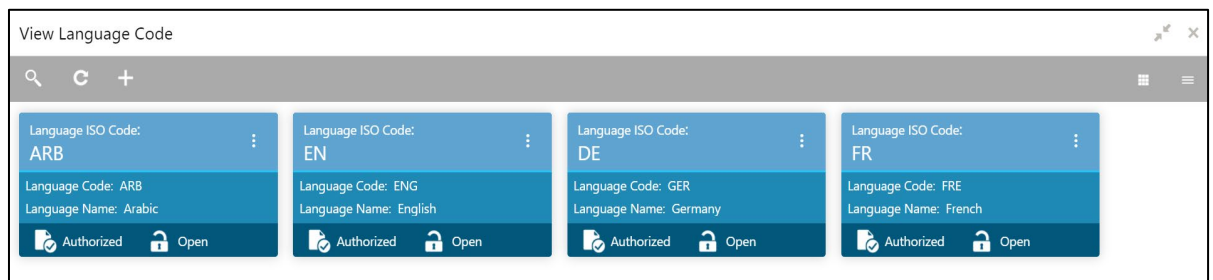 View Language Code
Language ISO Code:
ARB
Language Code: ARB
Language Name: Arabic
Authorized Open
Language ISO Code:
EN
Language Code: ENG
Language Name: English
Authorized Open
Language ISO Code:
DE
Language Code: GER
Language Name: Germany
Authorized Open
Language ISO Code:
FR
Language Code: FRE
Language Name: French
Authorized Open